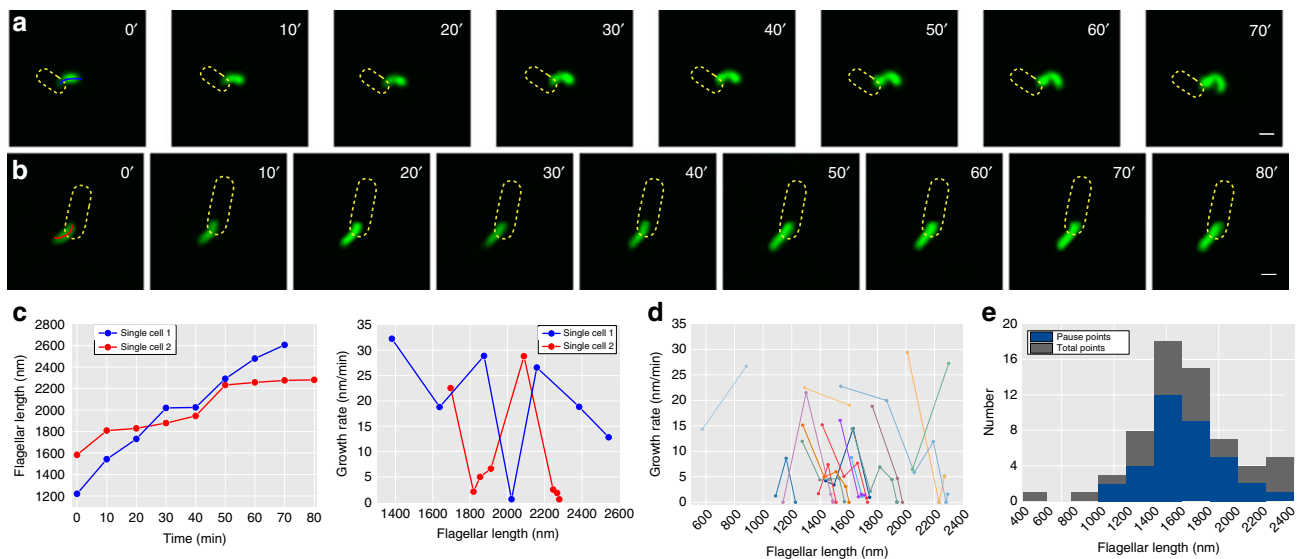 a
0′ 10′ 20′ 30′ 40′ 50′ 60′ 70′
b
0′ 10′ 20′ 30′ 40′ 50′ 60′ 70′ 80′
c
Flagellar length (nm)
2800
2600
2400
2200
2000
1800
1600
1400
1200
0 10 20 30 40 50 60 70 80
Time (min)
Single cell 1
Single cell 2
Growth rate (nm/min)
35
30
25
20
15
10
5
0
1400 1600 1800 2000 2200 2400 2600
Flagellar length (nm)
Single cell 1
Single cell 2
d
Growth rate (nm/min)
35
30
25
20
15
10
5
0
600 800 1000 1200 1400 1600 1800 2000 2200 2400
Flagellar length (nm)
e
Number
20
16
12
8
4
0
400 600 800 1000 1200 1400 1600 1800 2000 2200 2400
Flagellar length (nm)
Pause points
Total points